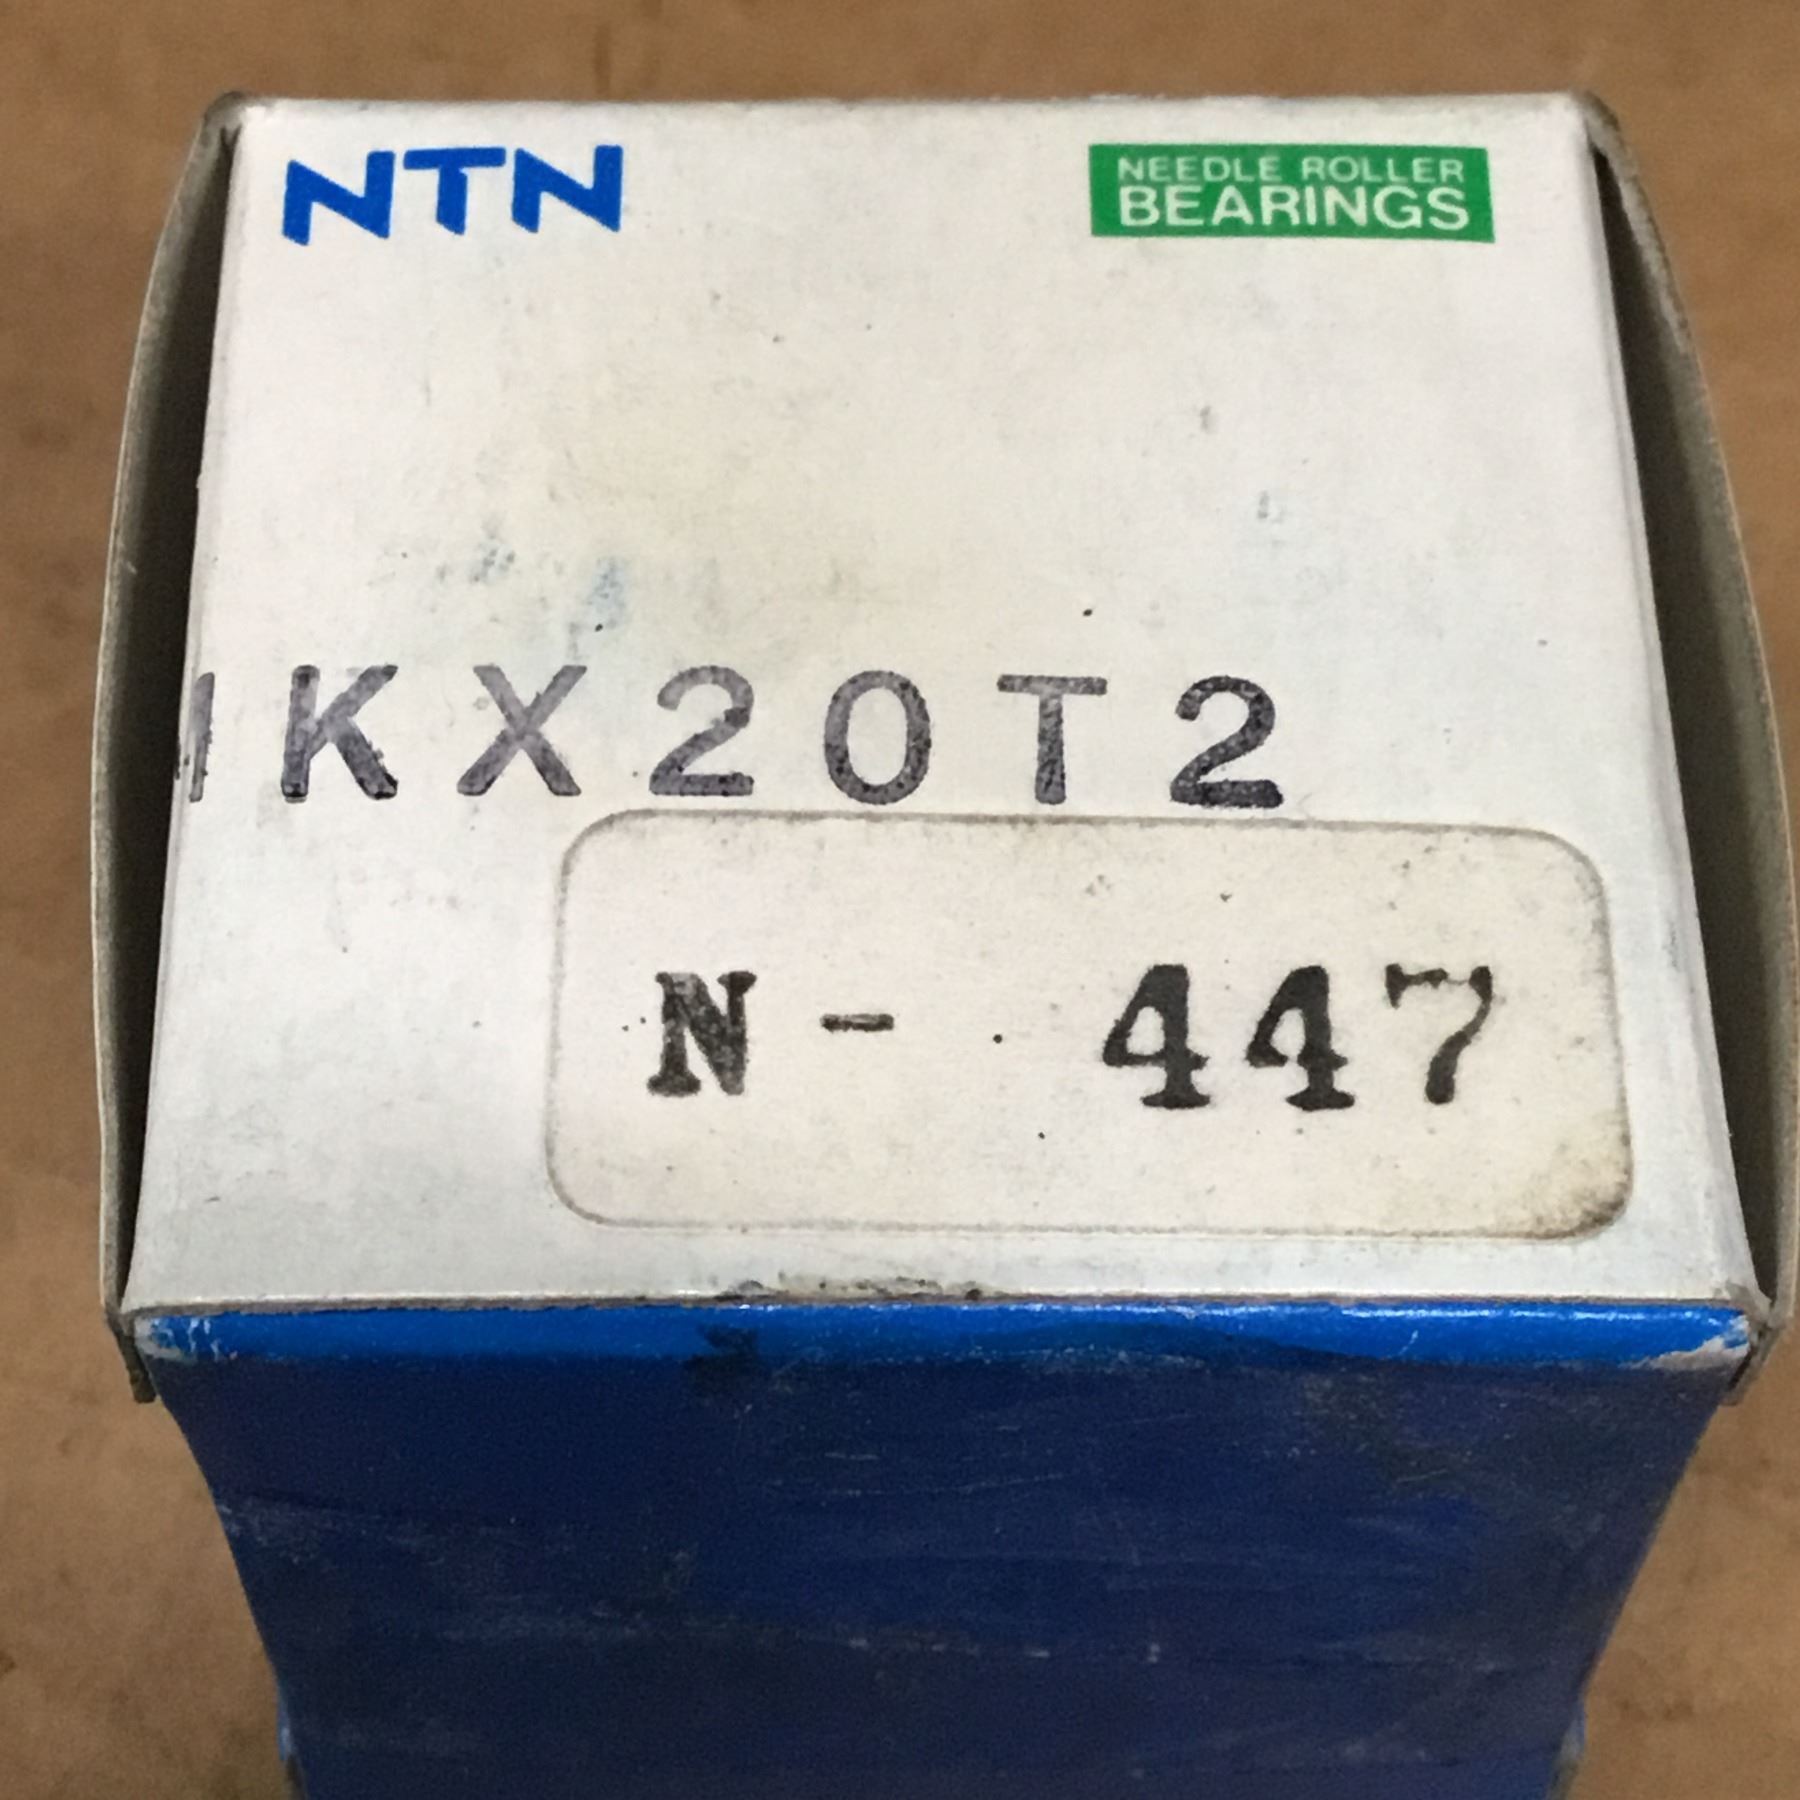 NTN
NEEDLE ROLLER
BEARINGS
KX20T2
N- 447